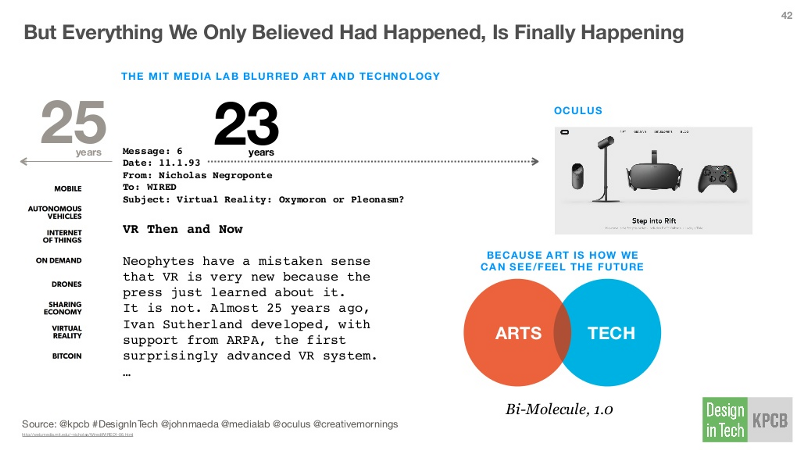 42
But Everything We Only Believed Had Happened, Is Finally Happening
THE MIT MEDIA LAB BLURRED ART AND TECHNOLOGY
25
years
23
years
Message: 6
Date: 11.1.93
From: Nicholas Negroponte
To: WIRED
Subject: Virtual Reality: Oxymoron or Pleonasm?
MOBILE
AUTONOMOUS
VEHICLES
INTERNET
OF THINGS
ON DEMAND
DRONES
SHARING
ECONOMY
VIRTUAL
REALITY
BITCOIN
VR Then and Now
Neophytes have a mistaken sense
that VR is very new because the
press just learned about it.
It is not. Almost 25 years ago,
Ivan Sutherland developed, with
support from ARPA, the first
surprisingly advanced VR system.
…
OCULUS
Step into Rift
BECAUSE ART IS HOW WE
CAN SEE/FEEL THE FUTURE
ARTS
TECH
Bi-Molecule, 1.0
Source: @kpcb #DesignInTech @johnmaeda @medialab @oculus @creativemornings
Design
in Tech
KPCB